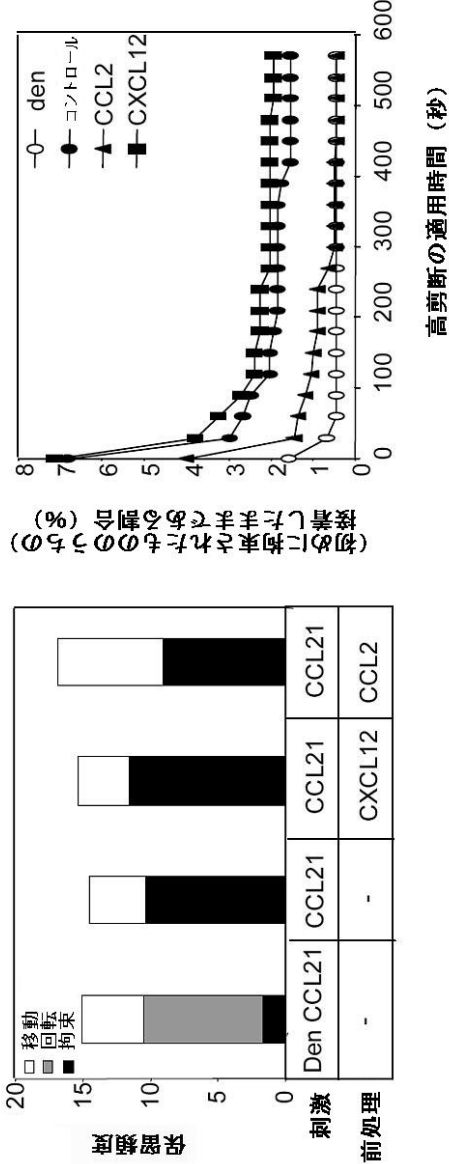 20
15
10
5
0
保留頻度
移動
回転
拘束
刺激
Den CCL21
CCL21
CCL21
CCL21
前処理
-
-
CXCL12
CCL2
(初めに拘束されたもののうちの
接着したままである割合 (%)
8
7
6
5
4
3
2
1
0
0
100
200
300
400
500
600
den
コントロール
CCL2
CXCL12
高剪断の適用時間 (秒)